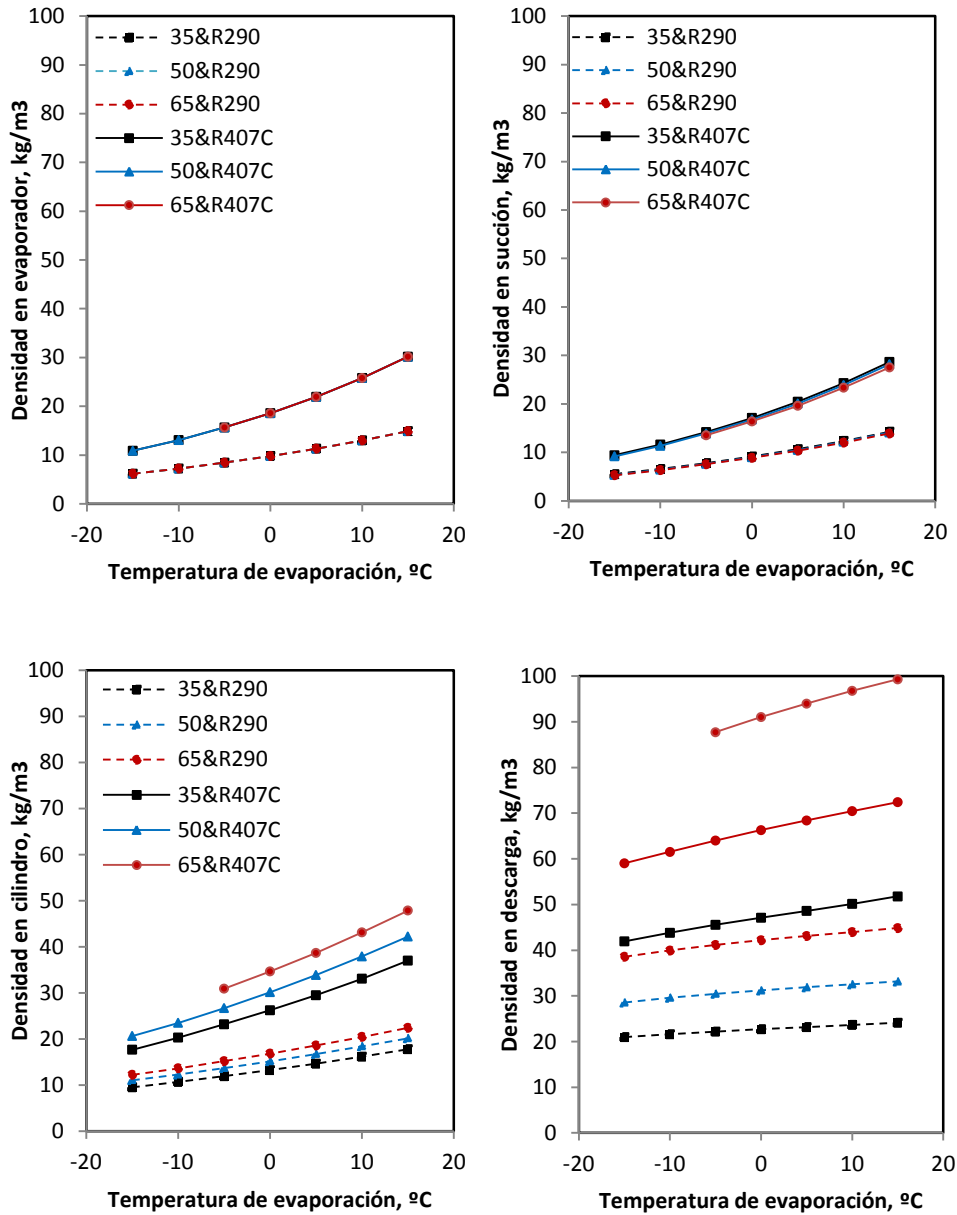 Densidad en evaporador, kg/m3
100
90
80
70
60
50
40
30
20
10
0
35&R290
50&R290
65&R290
35&R407C
50&R407C
65&R407C
-20 -10 0 10 20
Temperatura de evaporación, ºC
Densidad en succión, kg/m3
100
90
80
70
60
50
40
30
20
10
0
35&R290
50&R290
65&R290
35&R407C
50&R407C
65&R407C
-20 -10 0 10 20
Temperatura de evaporación, ºC
Densidad en cilindro, kg/m3
100
90
80
70
60
50
40
30
20
10
0
35&R290
50&R290
65&R290
35&R407C
50&R407C
65&R407C
-20 -10 0 10 20
Temperatura de evaporación, ºC
Densidad en descarga, kg/m3
100
90
80
70
60
50
40
30
20
10
0
-20 -10 0 10 20
Temperatura de evaporación, ºC